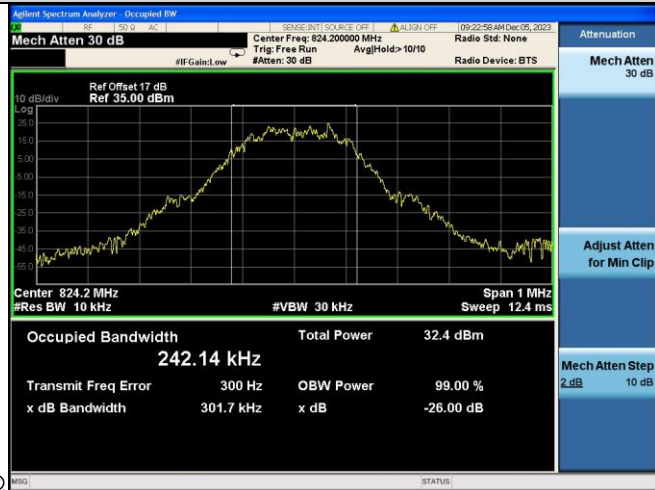 Agilent Spectrum Analyzer - Occupied BW
RF 50 Ω AC SENSE:INT SOURCE OFF ALIGN OFF 09:22:58 AM Dec 05, 2023
Mech Atten 30 dB
Center Freq: 824.200000 MHz
Radio Std: None
Trig: Free Run Avg|Hold:> 10/10
#IFGain:Low #Atten: 30 dB Radio Device: BTS
Ref Offset 17 dB
10 dB/div Ref 35.00 dBm
Log
25.0
15.0
5.00
-5.00
-15.0
-25.0
-35.0
-45.0
-55.0
Center 824.2 MHz Span 1 MHz
#Res BW 10 kHz #VBW 30 kHz Sweep 12.4 ms
Occupied Bandwidth Total Power 32.4 dBm
242.14 kHz
Transmit Freq Error 300 Hz OBW Power 99.00 %
x dB Bandwidth 301.7 kHz x dB -26.00 dB
MSG STATUS
Attenuation
Mech Atten
30 dB
Adjust Atten
for Min Clip
Mech Atten Step
2 dB 10 dB